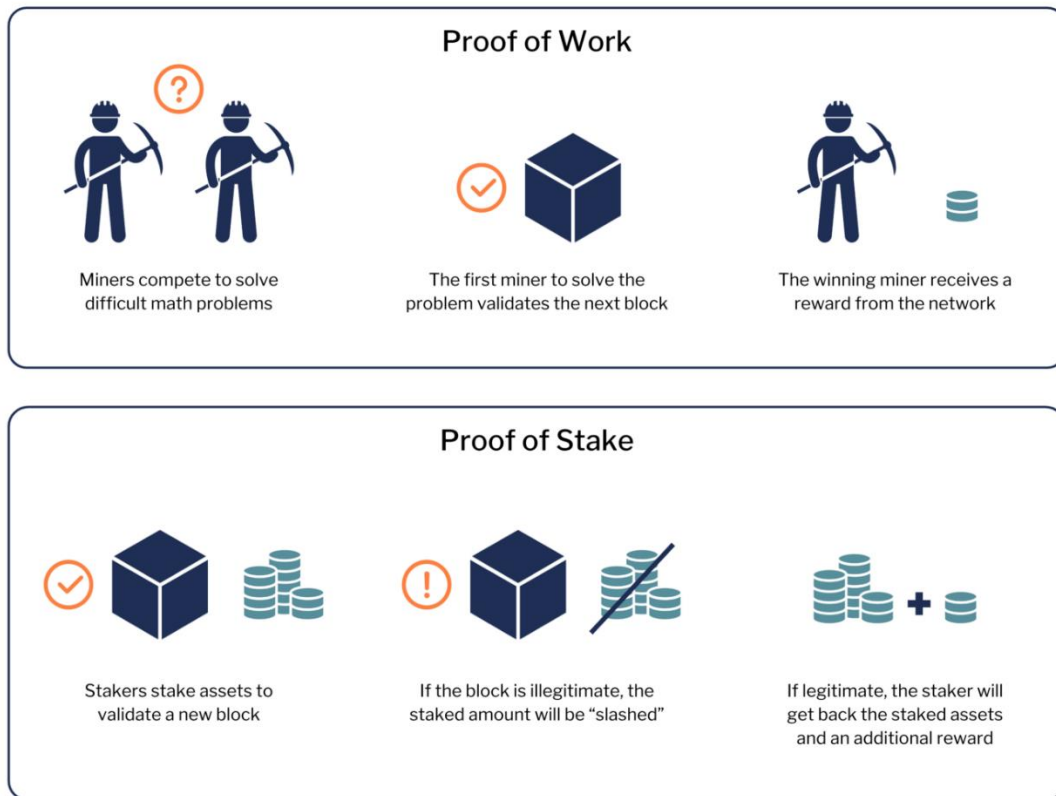 Proof of Work
?
Miners compete to solve
difficult math problems
The first miner to solve the
problem validates the next block
The winning miner receives a
reward from the network
Proof of Stake
!
+
Stakers stake assets to
validate a new block
If the block is illegitimate, the
staked amount will be “slashed”
If legitimate, the staker will
get back the staked assets
and an additional reward